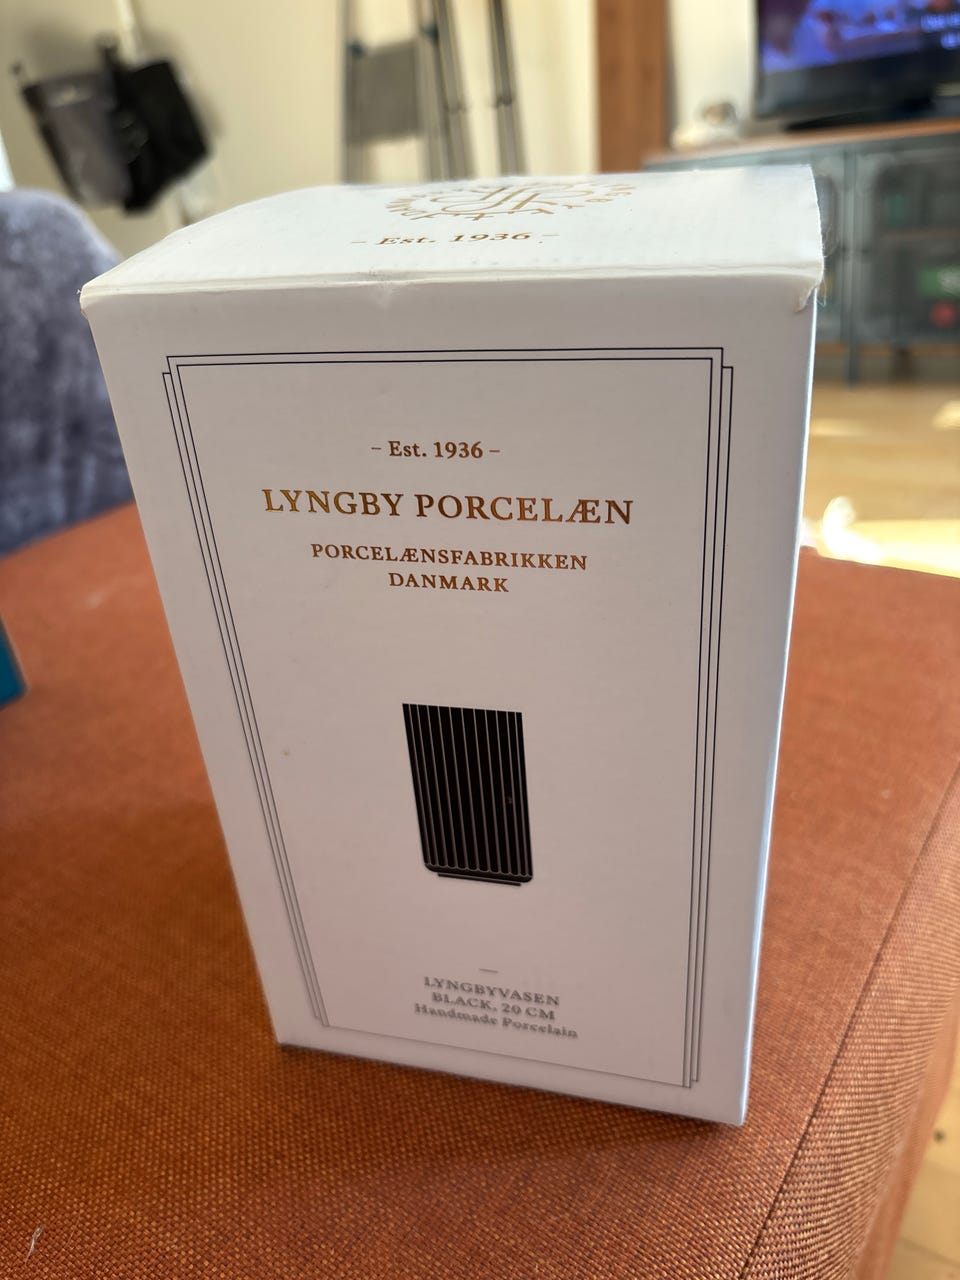 – Est. 1936 –
– Est. 1936 –
LYNGBY PORCELÆN
PORCELÆNSFABRIKKEN
DANMARK
LYNGBYVASEN
BLACK, 20 CM
Handmade Porcelain